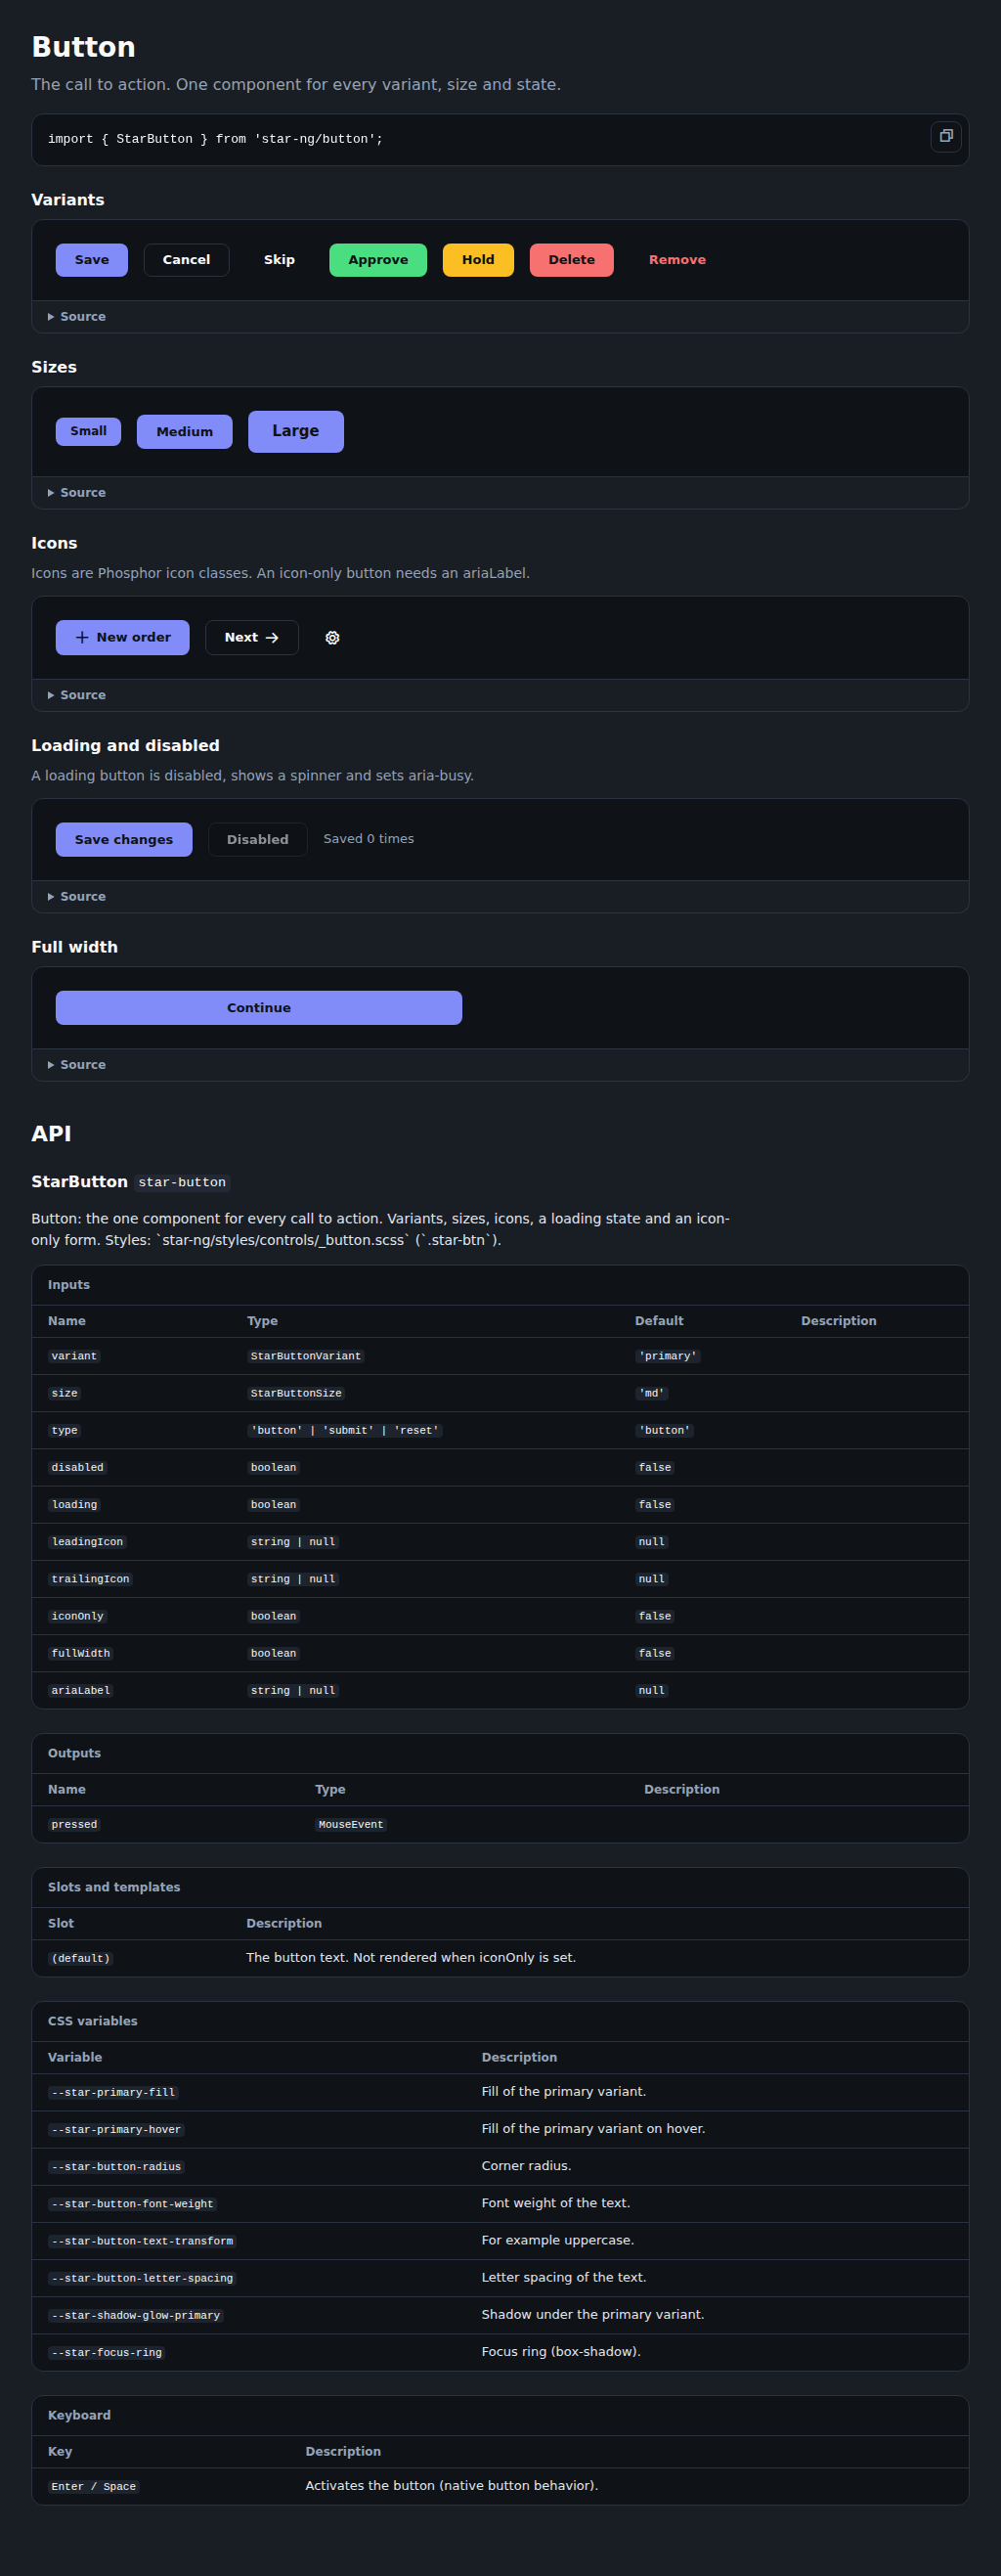 Button
The call to action. One component for every variant, size and state.
import { StarButton } from 'star-ng/button';
Variants
Save Cancel Skip Approve Hold Delete Remove
Source
Sizes
Small Medium Large
Source
Icons
Icons are Phosphor icon classes. An icon-only button needs an ariaLabel.
New order Next
Source
Loading and disabled
A loading button is disabled, shows a spinner and sets aria-busy.
Save changes Disabled Saved 0 times
Source
Full width
Continue
Source
API
StarButton star-button
Button: the one component for every call to action. Variants, sizes, icons, a loading state and an icon-
only form. Styles: `star-ng/styles/controls/_button.scss` (`.star-btn`).
Inputs
Name Type Default Description
variant StarButtonVariant 'primary'
size StarButtonSize 'md'
type 'button' | 'submit' | 'reset' 'button'
disabled boolean false
loading boolean false
leadingIcon string | null null
trailingIcon string | null null
iconOnly boolean false
fullWidth boolean false
ariaLabel string | null null
Outputs
Name Type Description
pressed MouseEvent
Slots and templates
Slot Description
(default) The button text. Not rendered when iconOnly is set.
CSS variables
Variable Description
--star-primary-fill Fill of the primary variant.
--star-primary-hover Fill of the primary variant on hover.
--star-button-radius Corner radius.
--star-button-font-weight Font weight of the text.
--star-button-text-transform For example uppercase.
--star-button-letter-spacing Letter spacing of the text.
--star-shadow-glow-primary Shadow under the primary variant.
--star-focus-ring Focus ring (box-shadow).
Keyboard
Key Description
Enter / Space Activates the button (native button behavior).